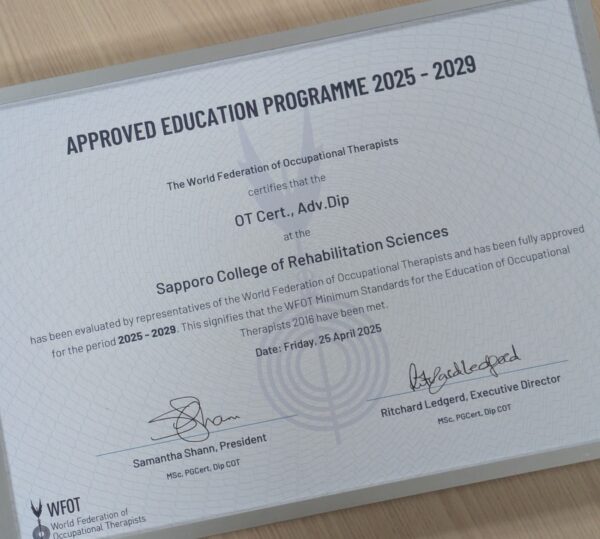 APPROVED EDUCATION PROGRAMME 2025 - 2029
The World Federation of Occupational Therapists
certifies that the
OT Cert., Adv.Dip
at the
Sapporo College of Rehabilitation Sciences
has been evaluated by representatives of the World Federation of Occupational Therapists and has been fully approved
for the period 2025 - 2029. This signifies that the WFOT Minimum Standards for the Education of Occupational
Therapists 2016 have been met.
Date: Friday, 25 April 2025
Samantha Shann, President
MSc, PGCert, Dip COT
Ritchard Ledgerd, Executive Director
MSc, PGCert, Dip COT
WFOT
World Federation of
Occupational Therapists